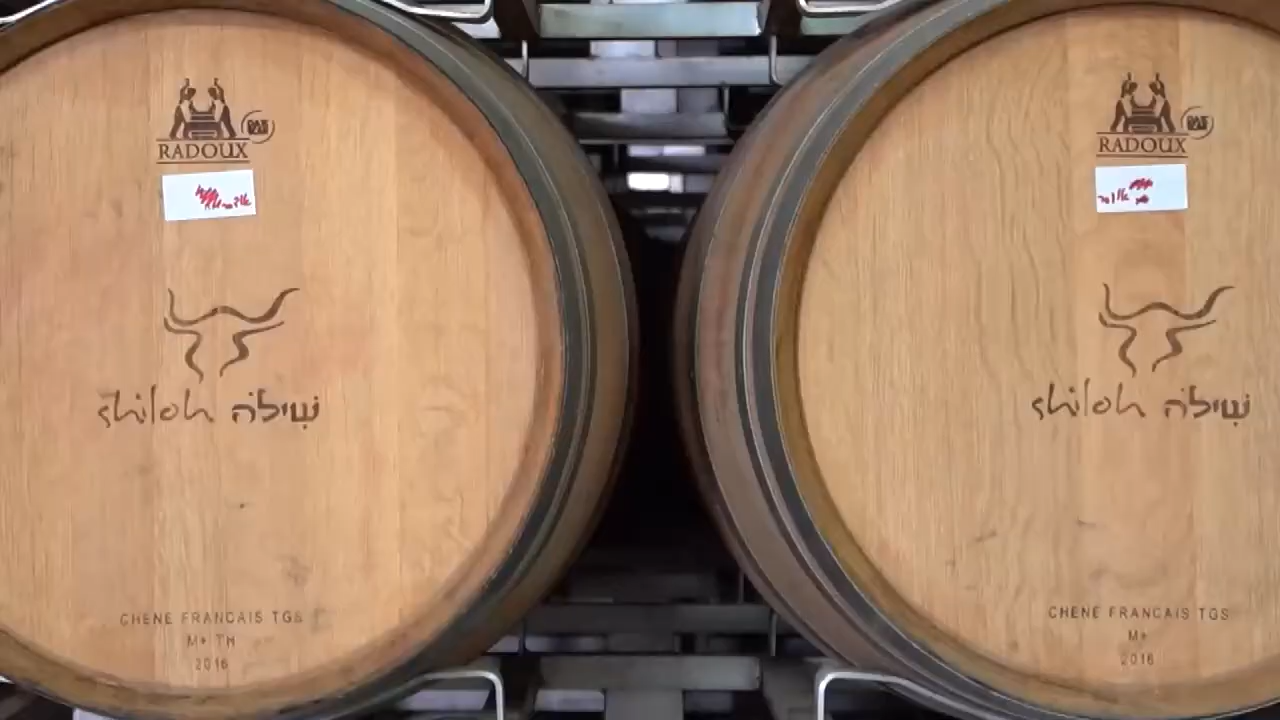 RADOUX
shiloh שילה
CHENE FRANCAIS TGS
M+ TH
2016
RADOUX
shiloh שילה
CHENE FRANCAIS TGS
M+
2016